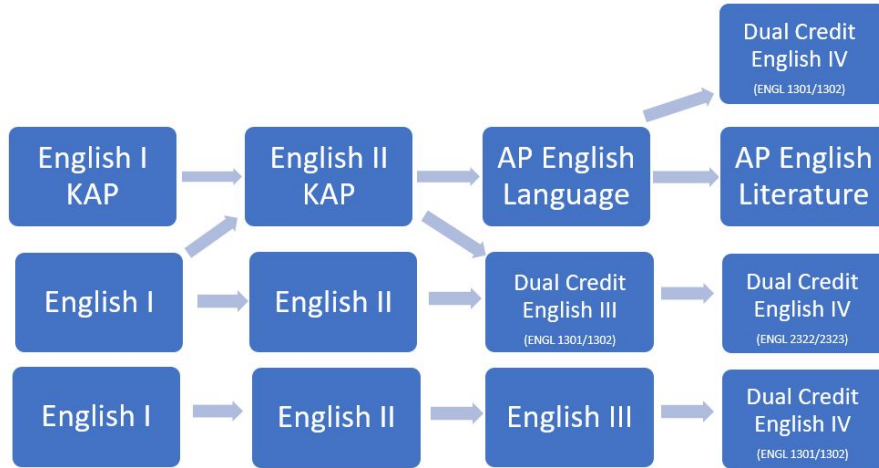 Dual Credit
English IV
(ENGL 1301/1302)
English I
KAP
English II
KAP
AP English
Language
AP English
Literature
English I
English II
Dual Credit
English III
(ENGL 1301/1302)
Dual Credit
English IV
(ENGL 2322/2323)
English I
English II
English III
Dual Credit
English IV
(ENGL 1301/1302)